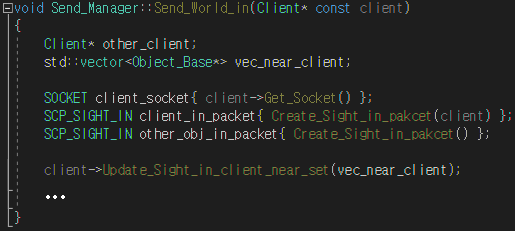 void Send_Manager::Send_World_in(Client* const client)
{
Client* other_client;
std::vector<Object_Base*> vec_near_client;
SOCKET client_socket{ client->Get_Socket() };
SCP_SIGHT_IN client_in_packet{ Create_Sight_in_pakcet(client) };
SCP_SIGHT_IN other_obj_in_packet{ Create_Sight_in_pakcet() };
client->Update_Sight_in_client_near_set(vec_near_client);
...
}